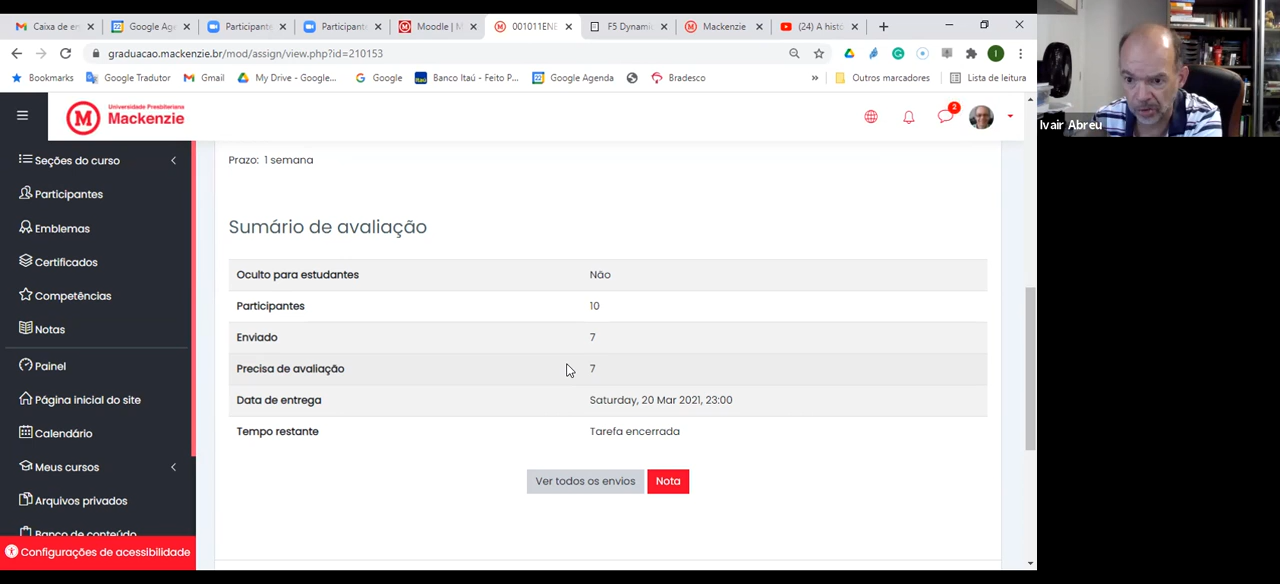 Caixa de e
Google Age
Participante
Participant
Moodle | M
001011ENE
F5 Dynami
Mackenzie
(24) A histó
graduacao.mackenzie.br/mod/assign/view.php?id=210153
I
Bookmarks
Google Tradutor
Gmail
My Drive - Google...
Google
Itaú
Banco Itaú - Feito P...
Google Agenda
Bradesco
»
Outros marcadores
Lista de leitura
Ivair Abreu
M
Universidade Presbiteriana
Mackenzie
2
Seções do curso
Participantes
Emblemas
Certificados
Competências
Notas
Painel
Página inicial do site
Calendário
Meus cursos
Arquivos privados
Banco de conteúdo
Configurações de acessibilidade
Prazo: 1 semana
Sumário de avaliação
Oculto para estudantes Não
Participantes 10
Enviado 7
Precisa de avaliação 7
Data de entrega Saturday, 20 Mar 2021, 23:00
Tempo restante Tarefa encerrada
Ver todos os envios
Nota